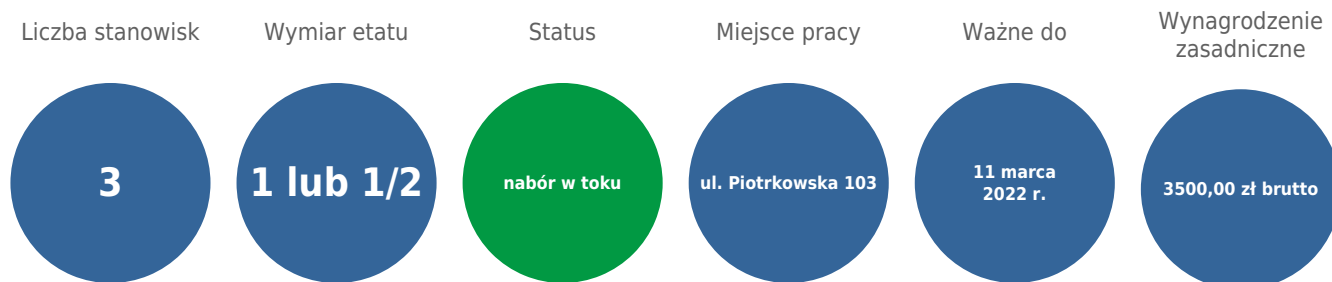 Liczba stanowisk
3
Wymiar etatu
1 lub 1/2
Status
nabór w toku
Miejsce pracy
ul. Piotrkowska 103
Ważne do
11 marca
2022 r.
Wynagrodzenie
zasadniczne
3500,00 zł brutto